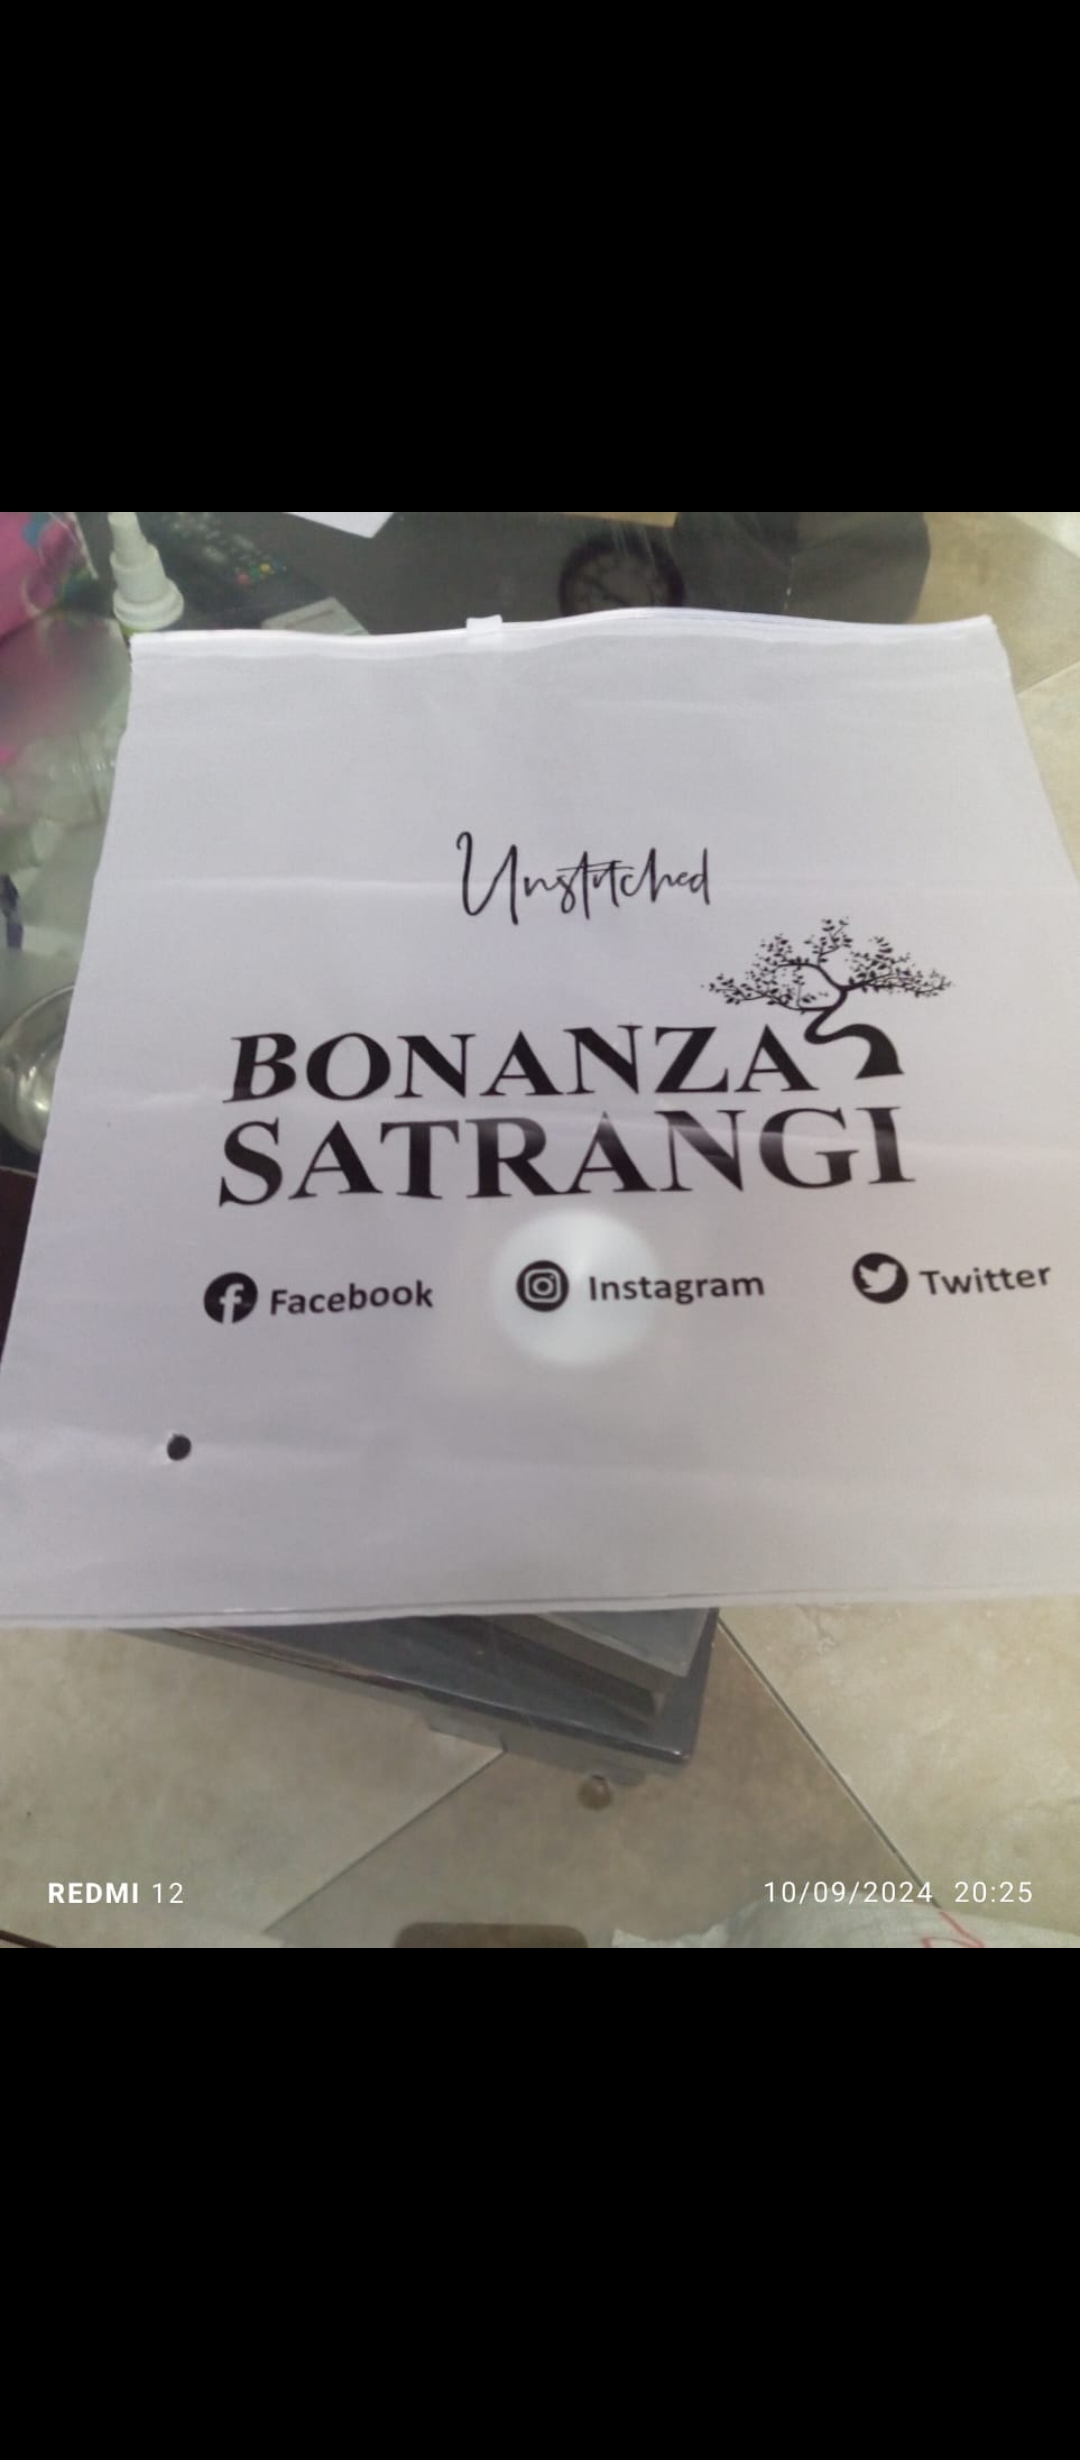 Unstitched
BONANZA
SATRANGI
Facebook Instagram Twitter
REDMI 12
10/09/2024 20:25